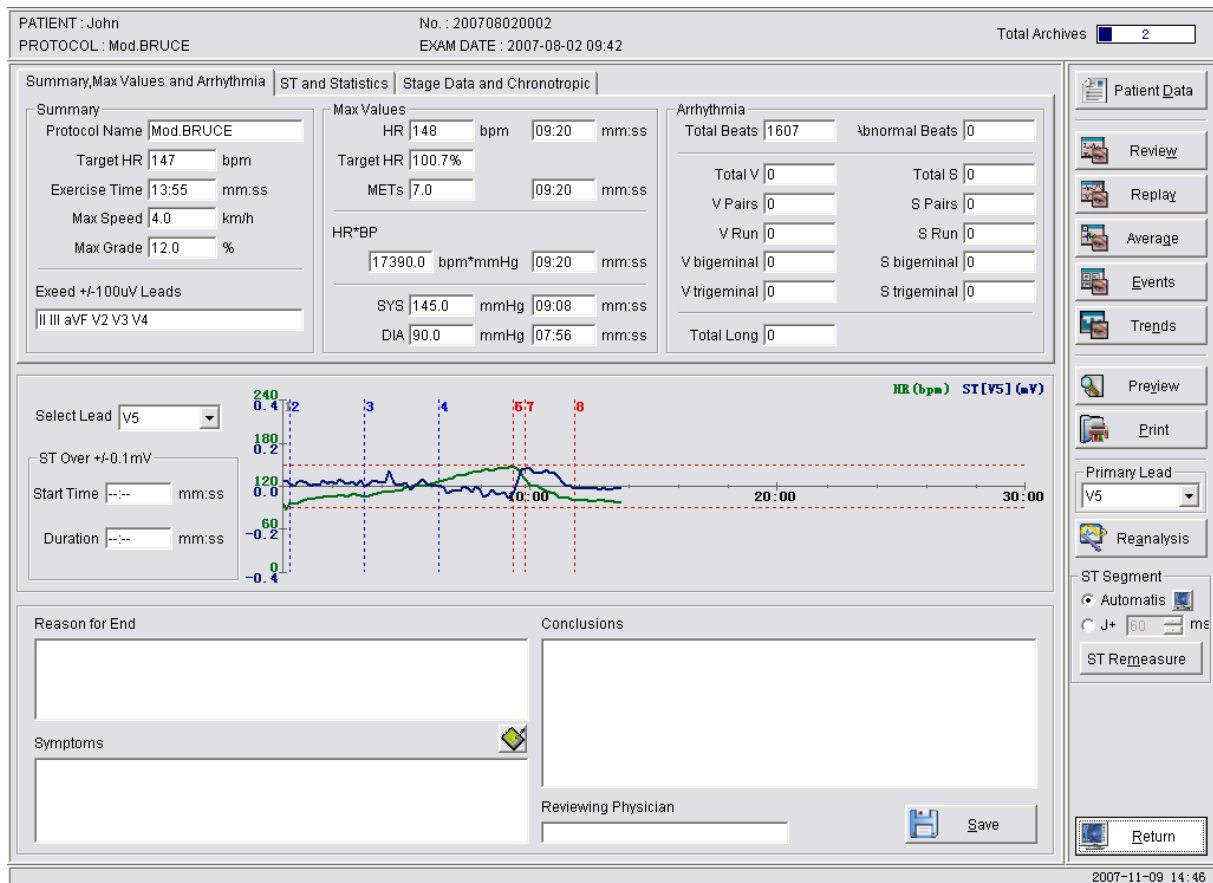 PATIENT : John
No. : 200708020002
PROTOCOL : Mod.BRUCE
EXAM DATE : 2007-08-02 09:42
Total Archives 2
Summary,Max Values and Arrhythmia
ST and Statistics
Stage Data and Chronotropic
Summary
Protocol Name Mod.BRUCE
Target HR 147 bpm
Exercise Time 13:55 mm:ss
Max Speed 4.0 km/h
Max Grade 12.0 %
Exeed +/-100uV Leads
II III aVF V2 V3 V4
Max Values
HR 148 bpm 09:20 mm:ss
Target HR 100.7%
METs 7.0 09:20 mm:ss
HR*BP
17390.0 bpm*mmHg 09:20 mm:ss
SYS 145.0 mmHg 09:08 mm:ss
DIA 90.0 mmHg 07:56 mm:ss
Arrhythmia
Total Beats 1607 Abnormal Beats 0
Total V 0 Total S 0
V Pairs 0 S Pairs 0
V Run 0 S Run 0
V bigeminal 0 S bigeminal 0
V trigeminal 0 S trigeminal 0
Total Long 0
Select Lead V5
ST Over +/-0.1mV
Start Time --:-- mm:ss
Duration --:-- mm:ss
HR(bpm) ST[V5](mV)
240
0.4
2 3 4 6 7 8
180
0.2
120
0.0
10:00 20:00 30:00
60
-0.2
0
-0.4
Reason for End
Symptoms
Conclusions
Reviewing Physician
Save
Patient Data
Review
Replay
Average
Events
Trends
Preview
Print
Primary Lead
V5
Reanalysis
ST Segment
Automatis
J+ 60 ms
ST Remeasure
Return
2007-11-09 14:46